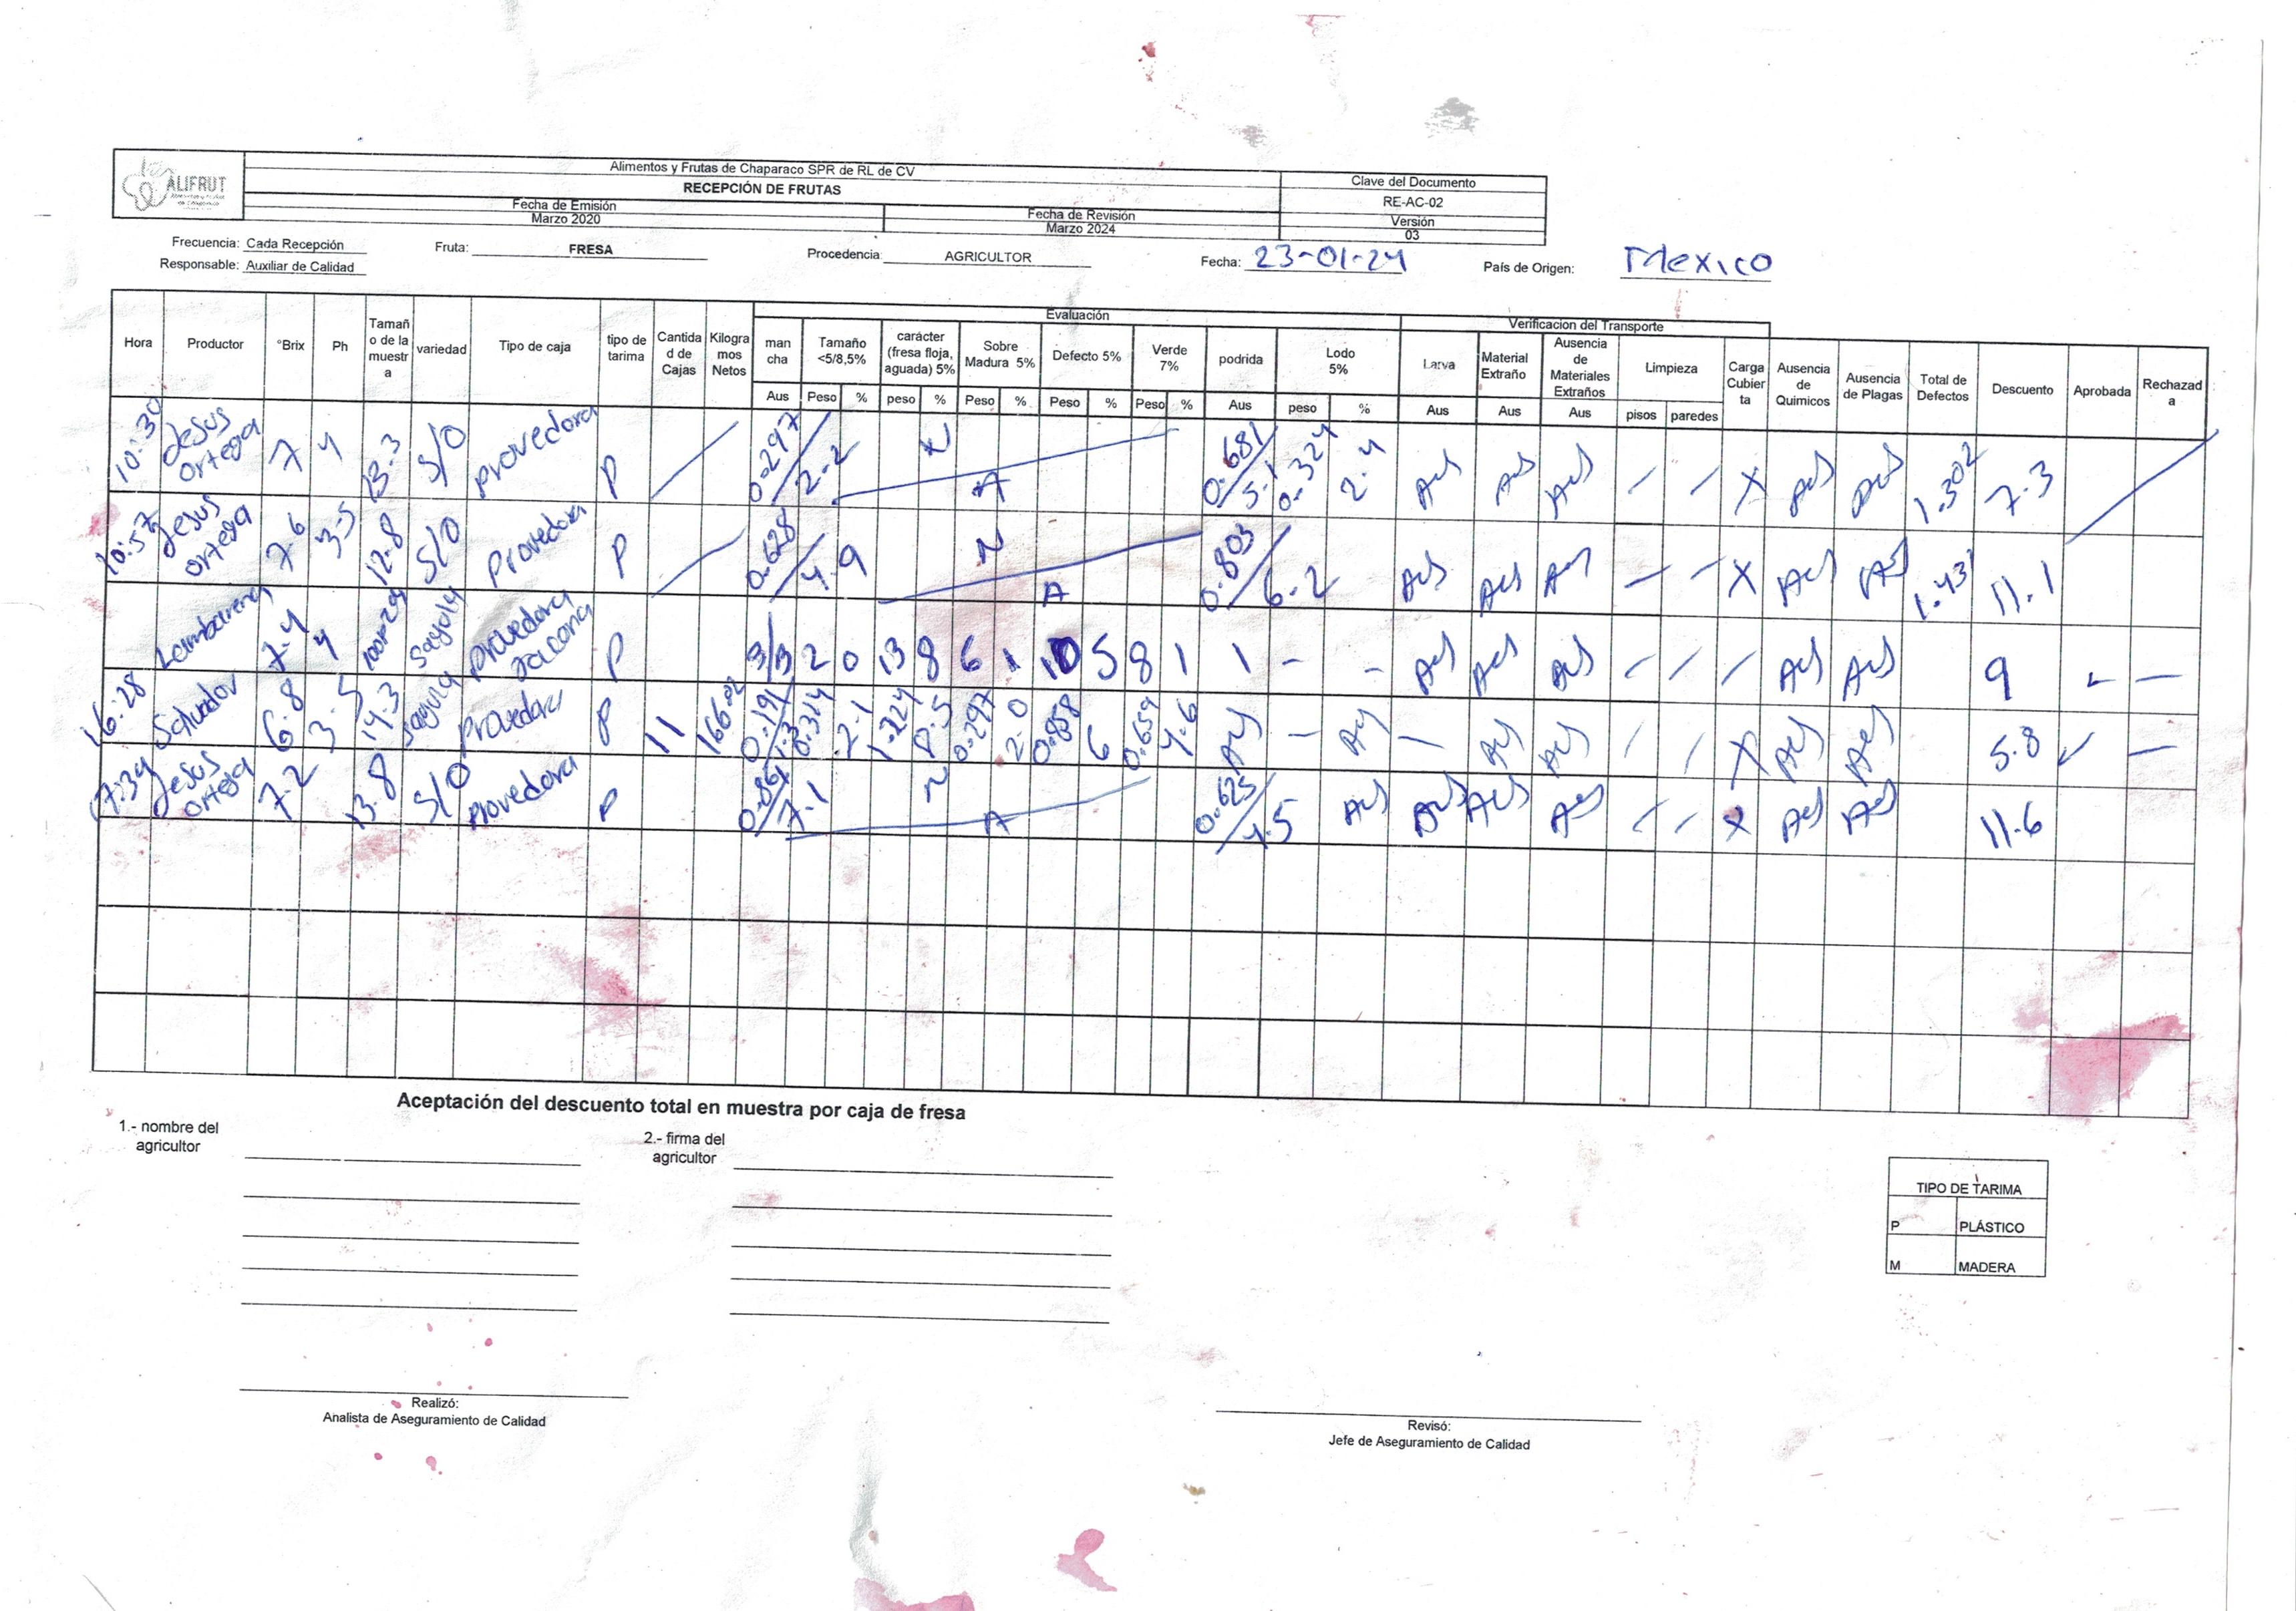 ALIFRUT
Alimentos y Frutas de Chaparaco SPR de RL de CV
RECEPCIÓN DE FRUTAS
Fecha de Emisión
Marzo 2020
Fecha de Revisión
Marzo 2024
Clave del Documento
RE-AC-02
Versión
03
Frecuencia: Cada Recepción
Responsable: Auxiliar de Calidad
Fruta: FRESA
Procedencia AGRICULTOR
Fecha: 23-01-24
País de Origen: Mexico
Evaluación
Verificacion del Transporte
Hora Productor °Brix Ph Tamaño de la muestra variedad Tipo de caja tipo de tarima Cantidad de Cajas Kilogramos Netos mancha Tamaño <5/8,5% carácter (fresa floja, aguada) 5% Sobre Madura 5% Defecto 5% Verde 7% podrida Lodo 5% Larva Material Extraño Ausencia de Materiales Extraños Limpieza Carga Cubierta Ausencia de Quimicos Ausencia de Plagas Total de Defectos Descuento Aprobada Rechazada
Aus Peso % peso % Peso % Peso % Peso % Aus peso % Aus Aus Aus pisos paredes
10:30 Jesus Ortega 7 4 13.3 S/O Provedora P / 0.297/2.2 N A 0.681/5.1 0.324 2.4 Aus Aus Aus / / X Aus Aus 1.302 7.3
10:57 Jesus Ortega 7.6 3.5 12.8 S/O Provedora P / 0.628/4.9 N A 0.803/6.2 Aus Aus Aus / / X Aus Aus 1.431 11.1
7.4 4 Provedora Jacona P 3/3 2 0 13 8 6 1 10 5 8 1 1 - - Aus Aus Aus / / / Aus Aus 9 ✓ —
16:28 Salvador 6.8 3.5 14.3 Provedora P 11 0.191/1.3 0.314 2.1 1.224 8.5 0.297 2.0 0.858 6 0.659 4.6 Aus - Aus / Aus Aus / / X Aus Aus 5.8 ✓ —
17:34 Jesus Ortega 7.2 13.8 S/O Provedora P 7.1 N A 0.625/4.5 Aus Aus Aus Aus / / X Aus Aus 11.6
Aceptación del descuento total en muestra por caja de fresa
1.- nombre del agricultor
2.- firma del agricultor
TIPO DE TARIMA
P PLÁSTICO
M MADERA
Realizó:
Analista de Aseguramiento de Calidad
Revisó:
Jefe de Aseguramiento de Calidad